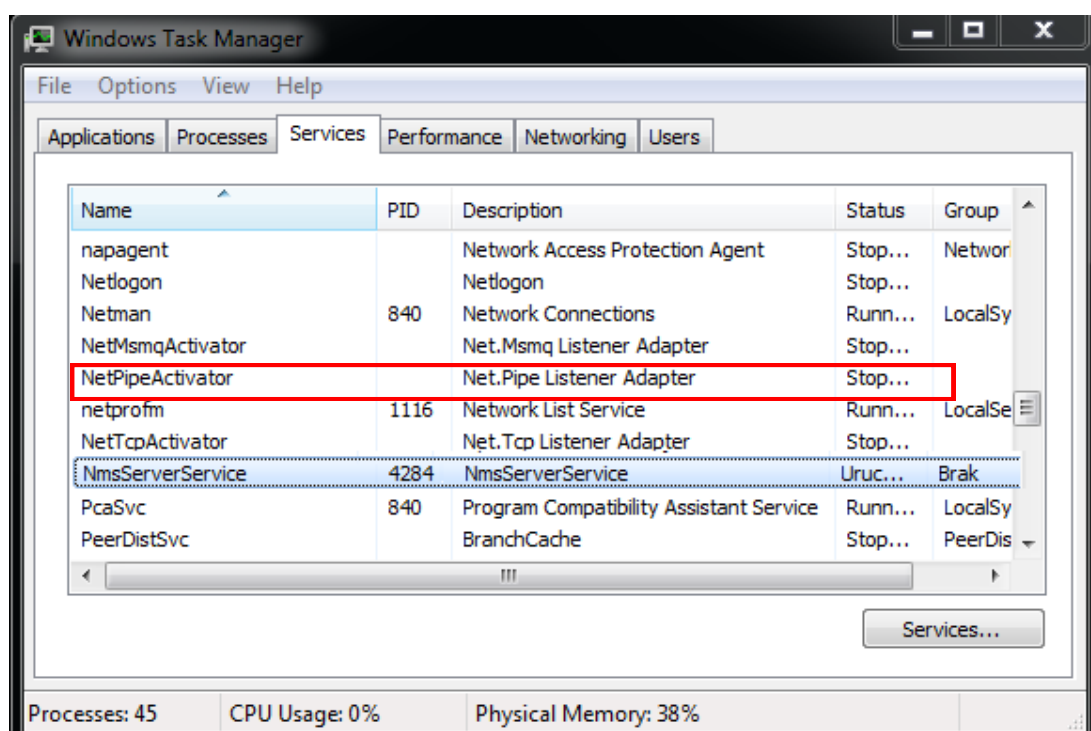 Windows Task Manager
File Options View Help
Applications Processes Services Performance Networking Users
Name PID Description Status Group
napagent Network Access Protection Agent Stop... Networ
Netlogon Netlogon Stop...
Netman 840 Network Connections Runn... LocalSy
NetMsmqActivator Net.Msmq Listener Adapter Stop...
NetPipeActivator Net.Pipe Listener Adapter Stop...
netprofm 1116 Network List Service Runn... LocalSe
NetTcpActivator Net.Tcp Listener Adapter Stop...
NmsServerService 4284 NmsServerService Uruc... Brak
PcaSvc 840 Program Compatibility Assistant Service Runn... LocalSy
PeerDistSvc BranchCache Stop... PeerDis
Services...
Processes: 45 CPU Usage: 0% Physical Memory: 38%